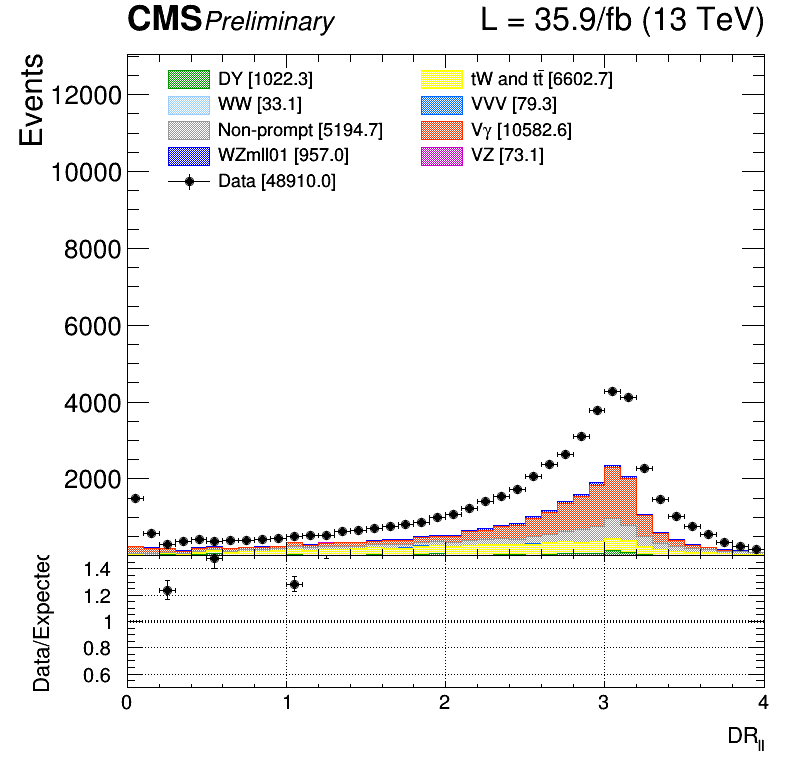 CMS Preliminary L = 35.9/fb (13 TeV)
Events
12000
10000
8000
6000
4000
2000
DY [1022.3]
WW [33.1]
Non-prompt [5194.7]
WZmll01 [957.0]
Data [48910.0]
tW and tt̄ [6602.7]
VVV [79.3]
Vγ [10582.6]
VZ [73.1]
Data/Expected
1.4
1.2
1
0.8
0.6
0 1 2 3 4
DRll